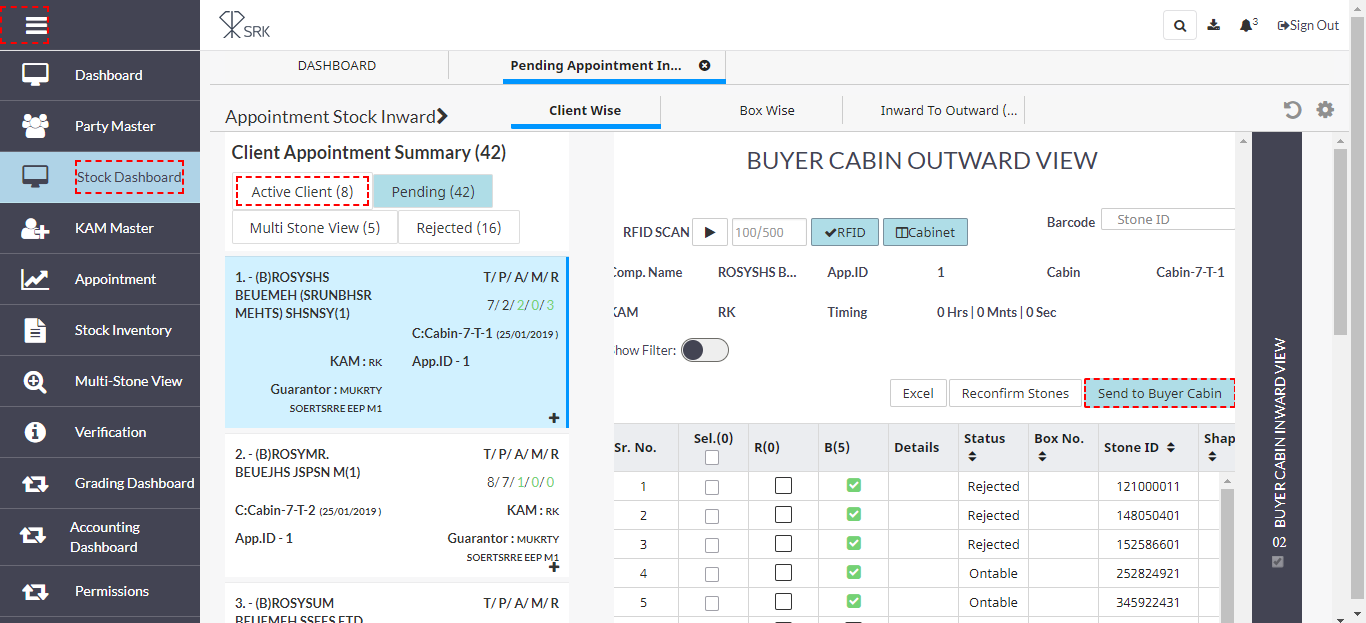 SRK
3
Sign Out
Dashboard
Party Master
Stock Dashboard
KAM Master
Appointment
Stock Inventory
Multi-Stone View
Verification
Grading Dashboard
Accounting
Dashboard
Permissions
DASHBOARD
Pending Appointment In...
Appointment Stock Inward
Client Wise
Box Wise
Inward To Outward (...
Client Appointment Summary (42)
Active Client (8)
Pending (42)
Multi Stone View (5)
Rejected (16)
1. - (B)ROSYSHS
BEUEMEH (SRUNBHSR
MEHTS) SHSNSY(1)
T/ P/ A/ M/ R
7/ 2/ 2/ 0/ 3
C:Cabin-7-T-1 (25/01/2019 )
KAM : RK
App.ID - 1
Guarantor : MUKRTY
SOERTSRRE EEP M1
2. - (B)ROSYMR.
BEUEJHS JSPSN M(1)
T/ P/ A/ M/ R
8/ 7/ 1/ 0/ 0
C:Cabin-7-T-2 (25/01/2019 )
KAM : RK
App.ID - 1
Guarantor : MUKRTY
SOERTSRRE EEP M1
3. - (B)ROSYSUM
T/ P/ A/ M/ R
BEUEMEH SSEES ETD
BUYER CABIN OUTWARD VIEW
RFID SCAN
100/500
RFID
Cabinet
Barcode
Stone ID
Comp. Name
ROSYSHS B...
App.ID
1
Cabin
Cabin-7-T-1
KAM
RK
Timing
0 Hrs | 0 Mnts | 0 Sec
Show Filter:
Excel
Reconfirm Stones
Send to Buyer Cabin
Sr. No. Sel.(0) R(0) B(5) Details Status Box No. Stone ID Shap
1 Rejected 121000011
2 Rejected 148050401
3 Rejected 152586601
4 Ontable 252824921
5 Ontable 345922431
BUYER CABIN INWARD VIEW
02